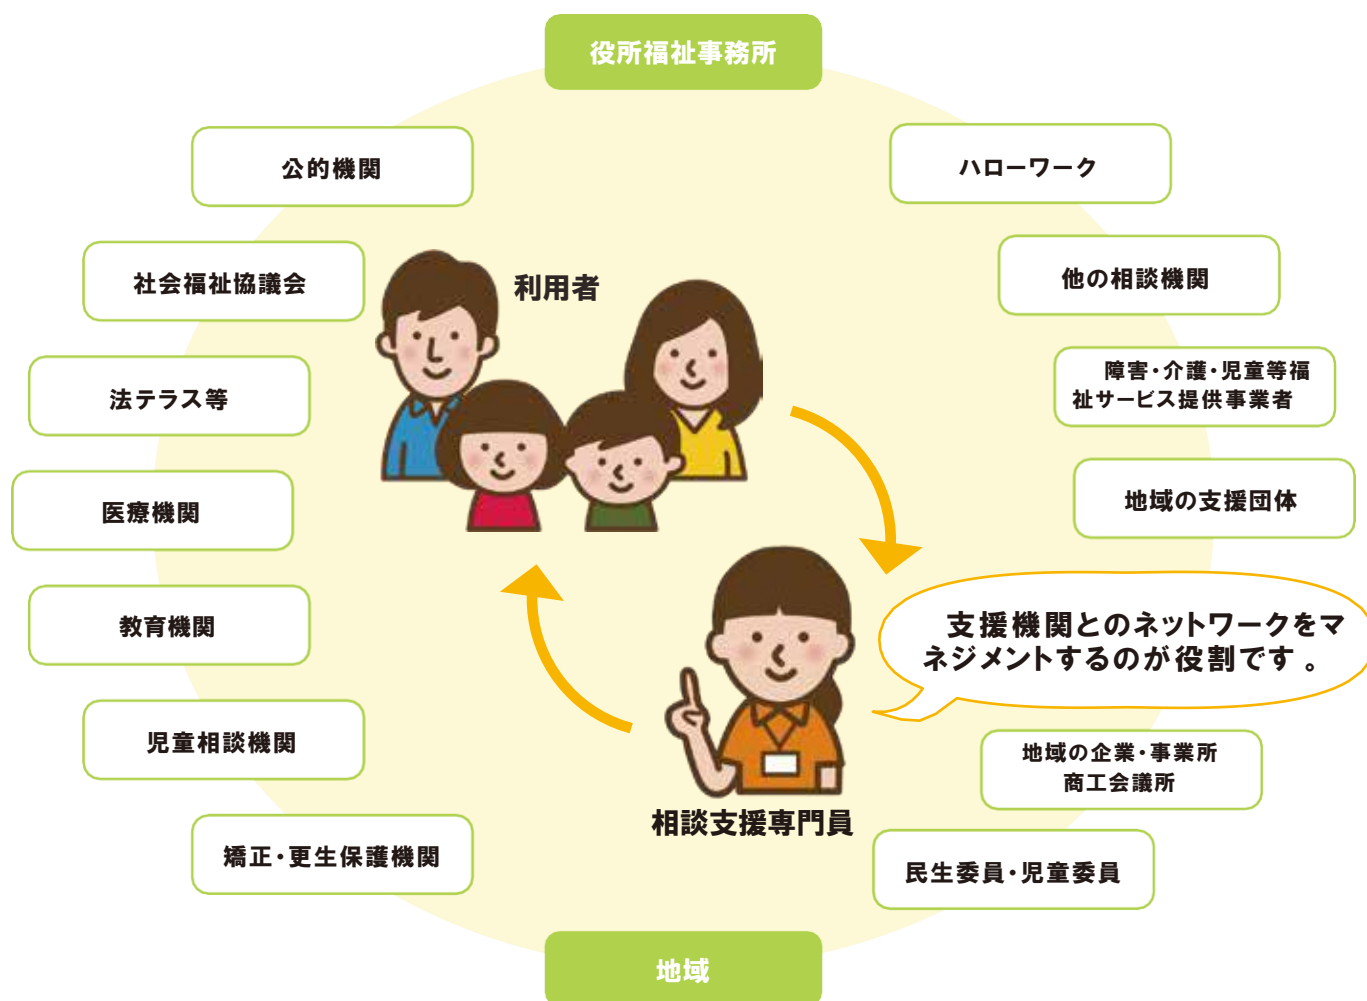 役所福祉事務所
公的機関
社会福祉協議会
法テラス等
医療機関
教育機関
児童相談機関
矯正・更生保護機関
利用者
ハローワーク
他の相談機関
障害・介護・児童等福
祉サービス提供事業者
地域の支援団体
支援機関とのネットワークをマ
ネジメントするのが役割です。
地域の企業・事業所
商工会議所
民生委員・児童委員
相談支援専門員
地域